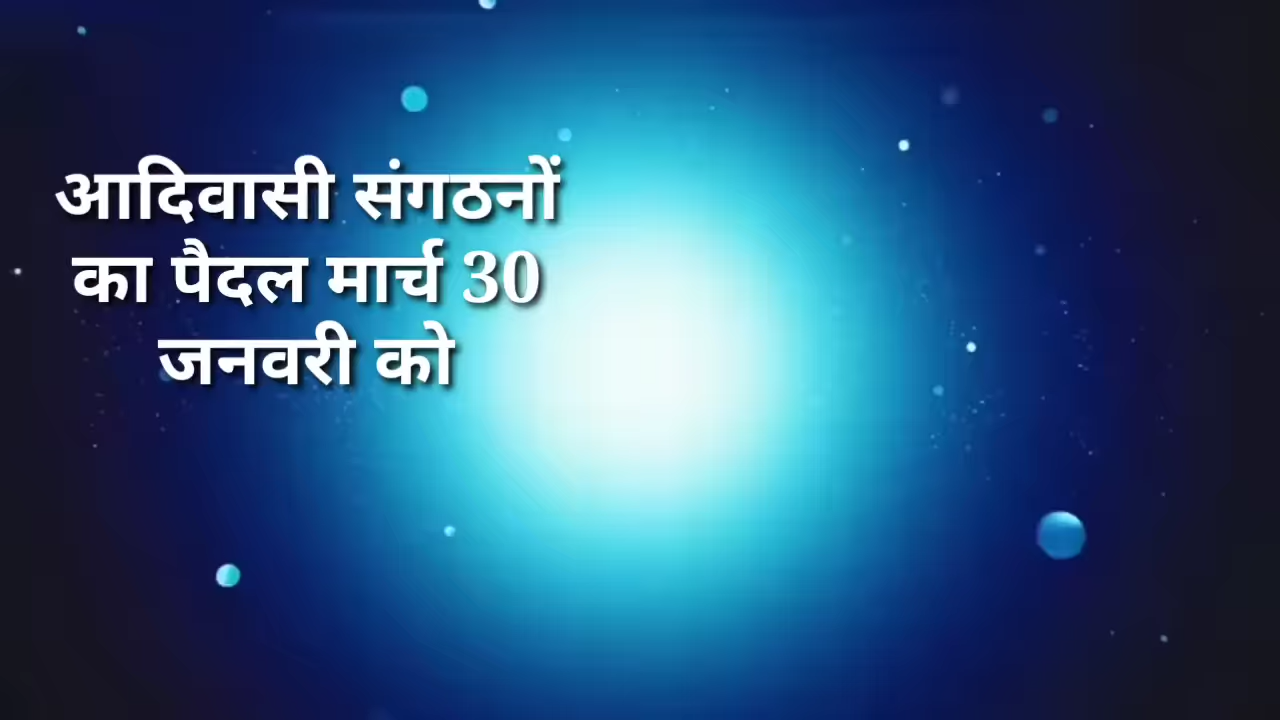 आदिवासी संगठनों
का पैदल मार्च 30
जनवरी को